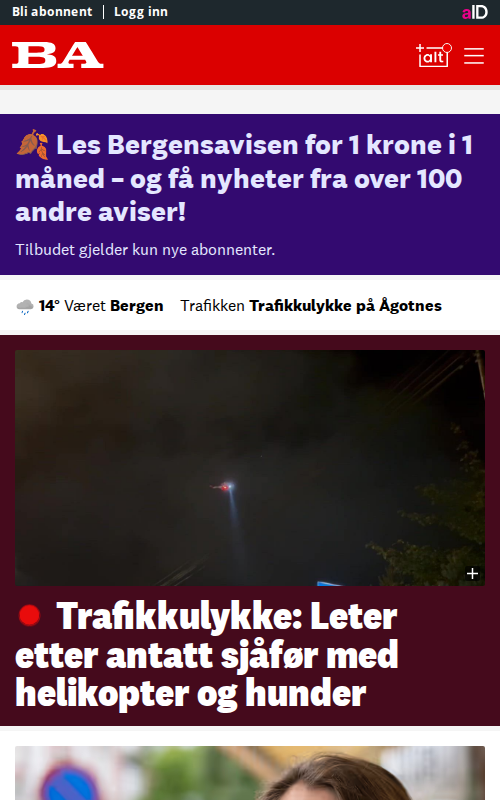 Bli abonnent | Logg inn
aID
BA
+alt
🍂 Les Bergensavisen for 1 krone i 1
måned – og få nyheter fra over 100
andre aviser!
Tilbudet gjelder kun nye abonnenter.
14° Været Bergen Trafikken Trafikkulykke på Ågotnes
Trafikkulykke: Leter
etter antatt sjåfør med
helikopter og hunder